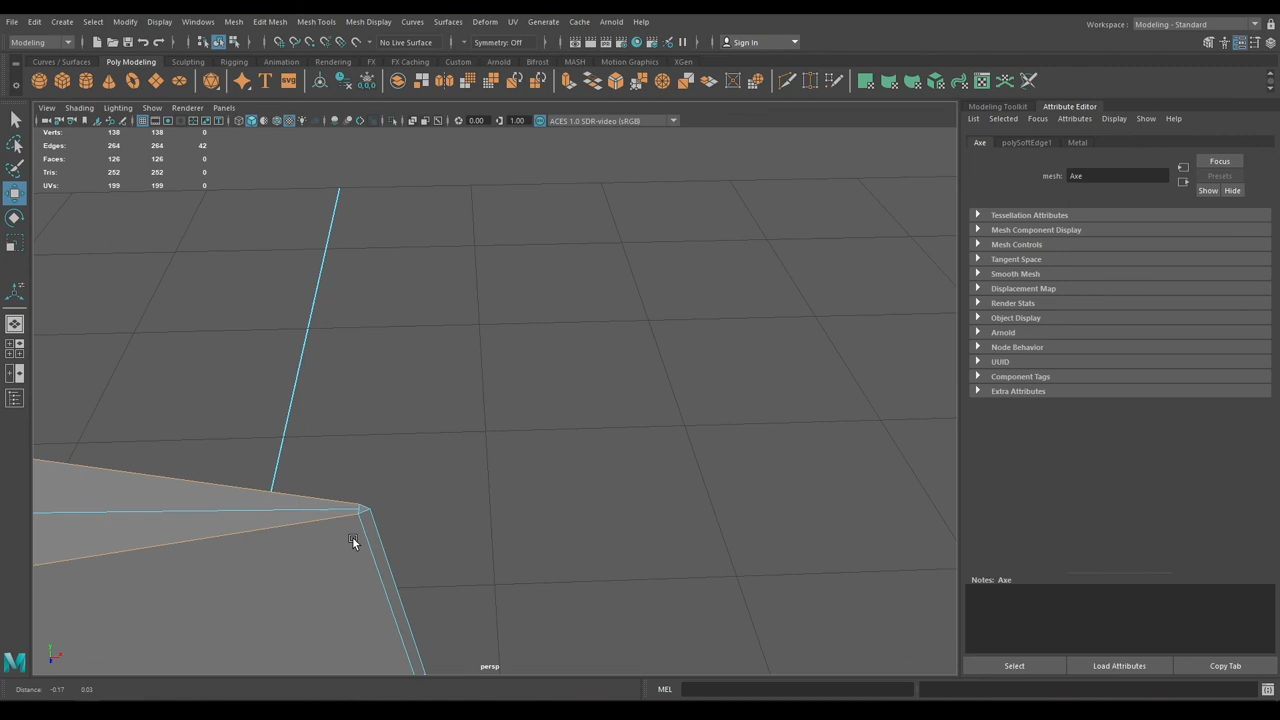 File Edit Create Select Modify Display Windows Mesh Edit Mesh Mesh Tools Mesh Display Curves Surfaces Deform UV Generate Cache Arnold Help
Workspace : Modeling - Standard
Modeling No Live Surface Symmetry: Off Sign In
Curves / Surfaces Poly Modeling Sculpting Rigging Animation Rendering FX FX Caching Custom Arnold Bifrost MASH Motion Graphics XGen
SVG
View Shading Lighting Show Renderer Panels
0.00 1.00 ACES 1.0 SDR-video (sRGB)
Verts: 138 138 0
Edges: 264 264 42
Faces: 126 126 0
Tris: 252 252 0
UVs: 199 199 0
persp
Modeling Toolkit Attribute Editor
List Selected Focus Attributes Display Show Help
Axe polySoftEdge1 Metal
Focus
mesh: Axe
Presets
Show Hide
Tessellation Attributes
Mesh Component Display
Mesh Controls
Tangent Space
Smooth Mesh
Displacement Map
Render Stats
Object Display
Arnold
Node Behavior
UUID
Component Tags
Extra Attributes
Notes: Axe
Select Load Attributes Copy Tab
Distance: -0.17 0.03
MEL